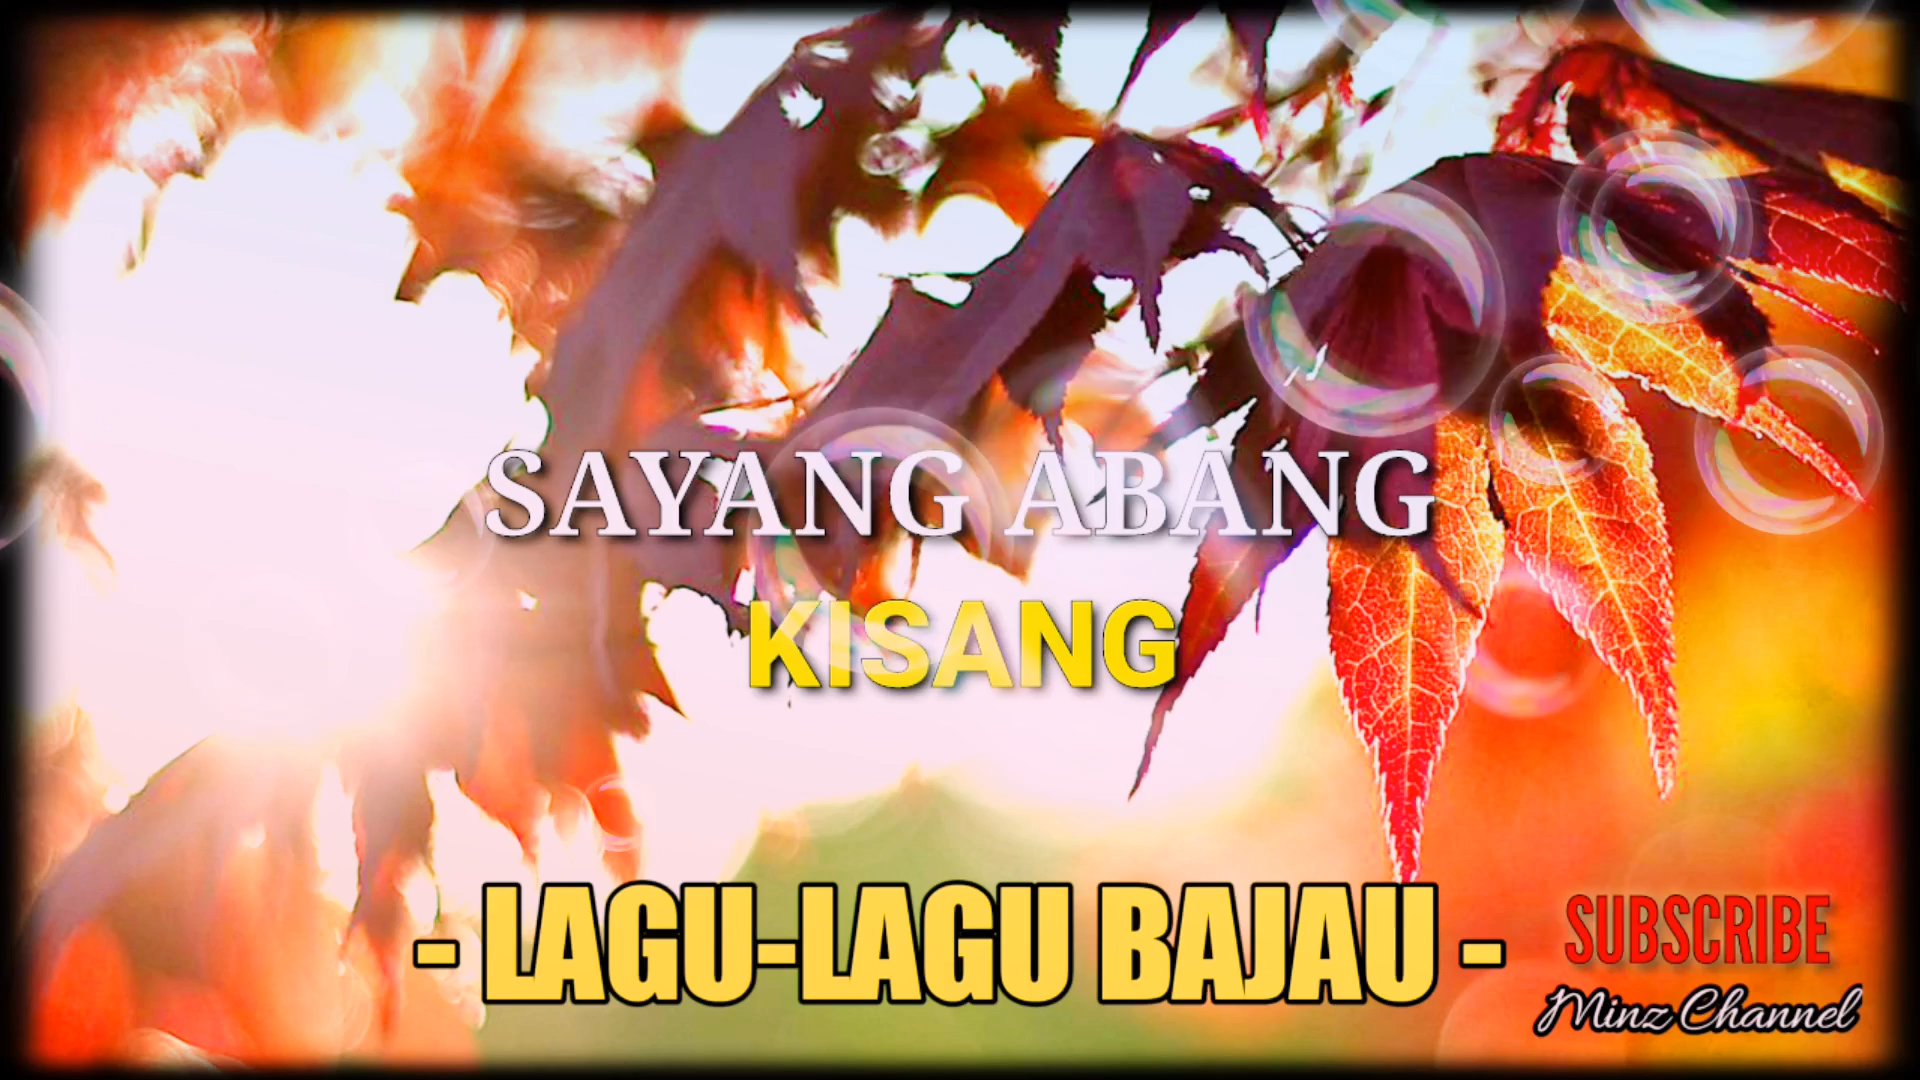 SAYANG ABANG
KISANG
- LAGU-LAGU BAJAU -
SUBSCRIBE
Minz Channel